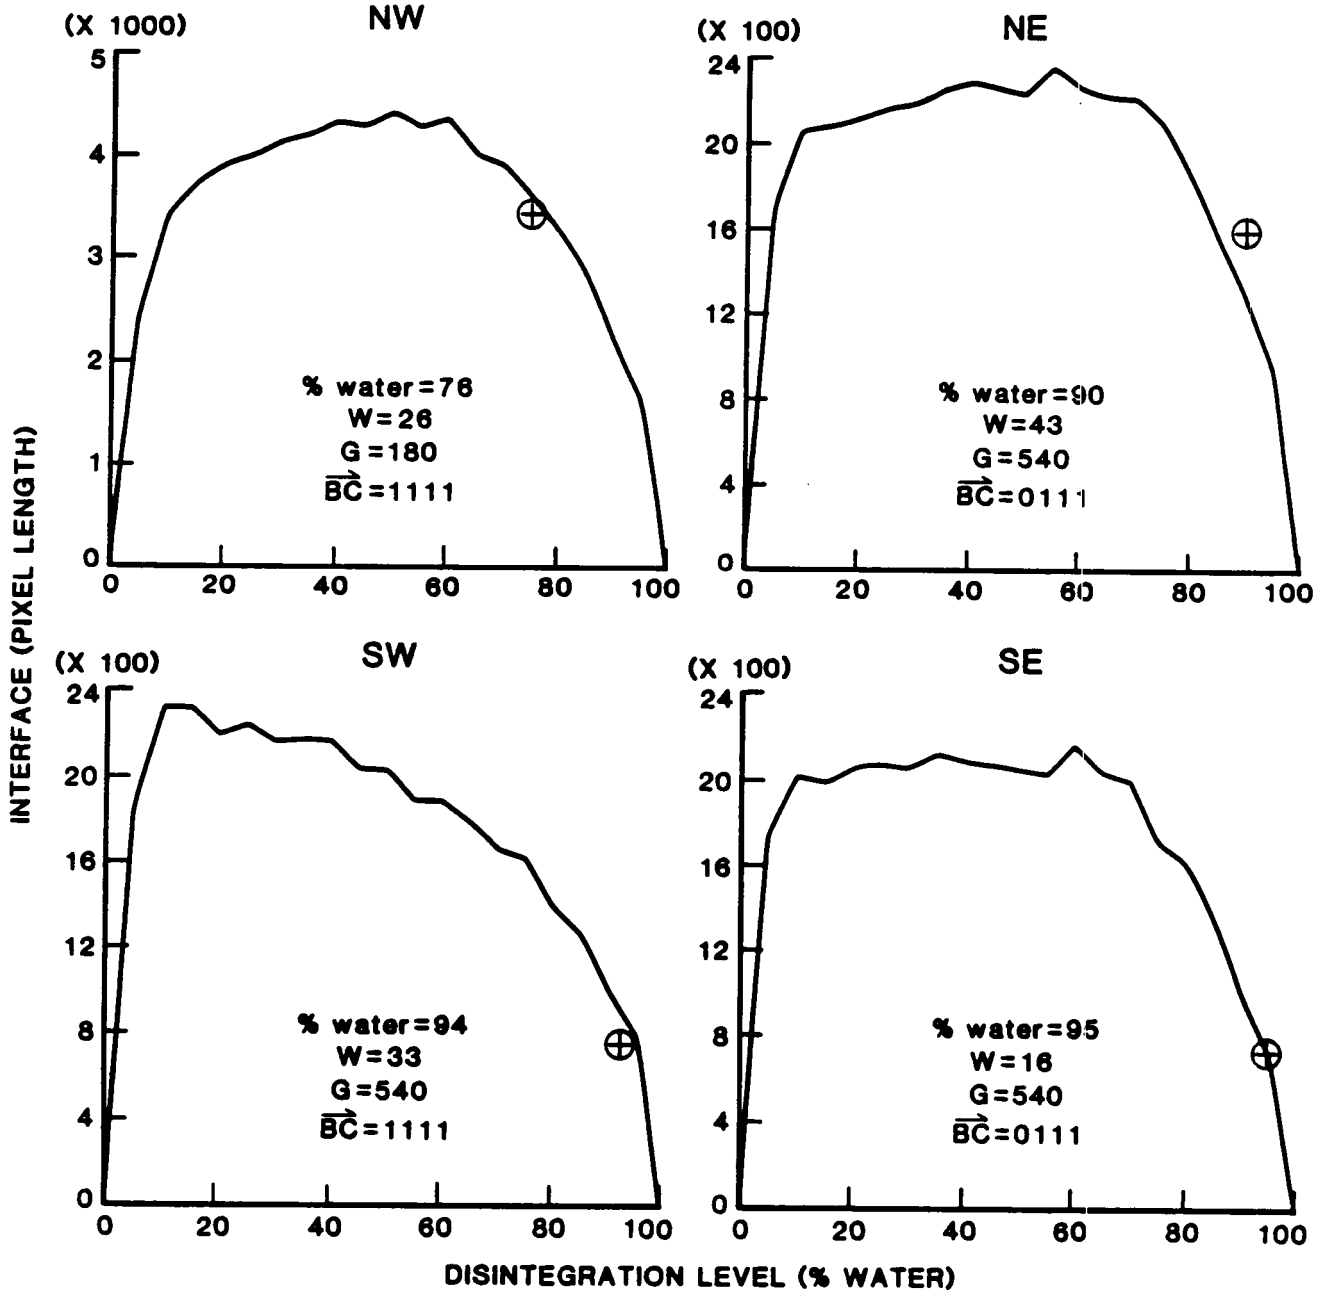 NW
(X 1000)
5
4
3
2
1
0
% water=76
W=26
G=180
BC=1111
0 20 40 60 80 100
NE
(X 100)
24
20
16
12
8
4
0
% water=90
W=43
G=540
BC=0111
0 20 40 60 80 100
SW
(X 100)
24
20
16
12
8
4
0
% water=94
W=33
G=540
BC=1111
0 20 40 60 80 100
SE
(X 100)
24
20
16
12
8
4
0
% water=95
W=16
G=540
BC=0111
0 20 40 60 80 100
INTERFACE (PIXEL LENGTH)
DISINTEGRATION LEVEL (% WATER)